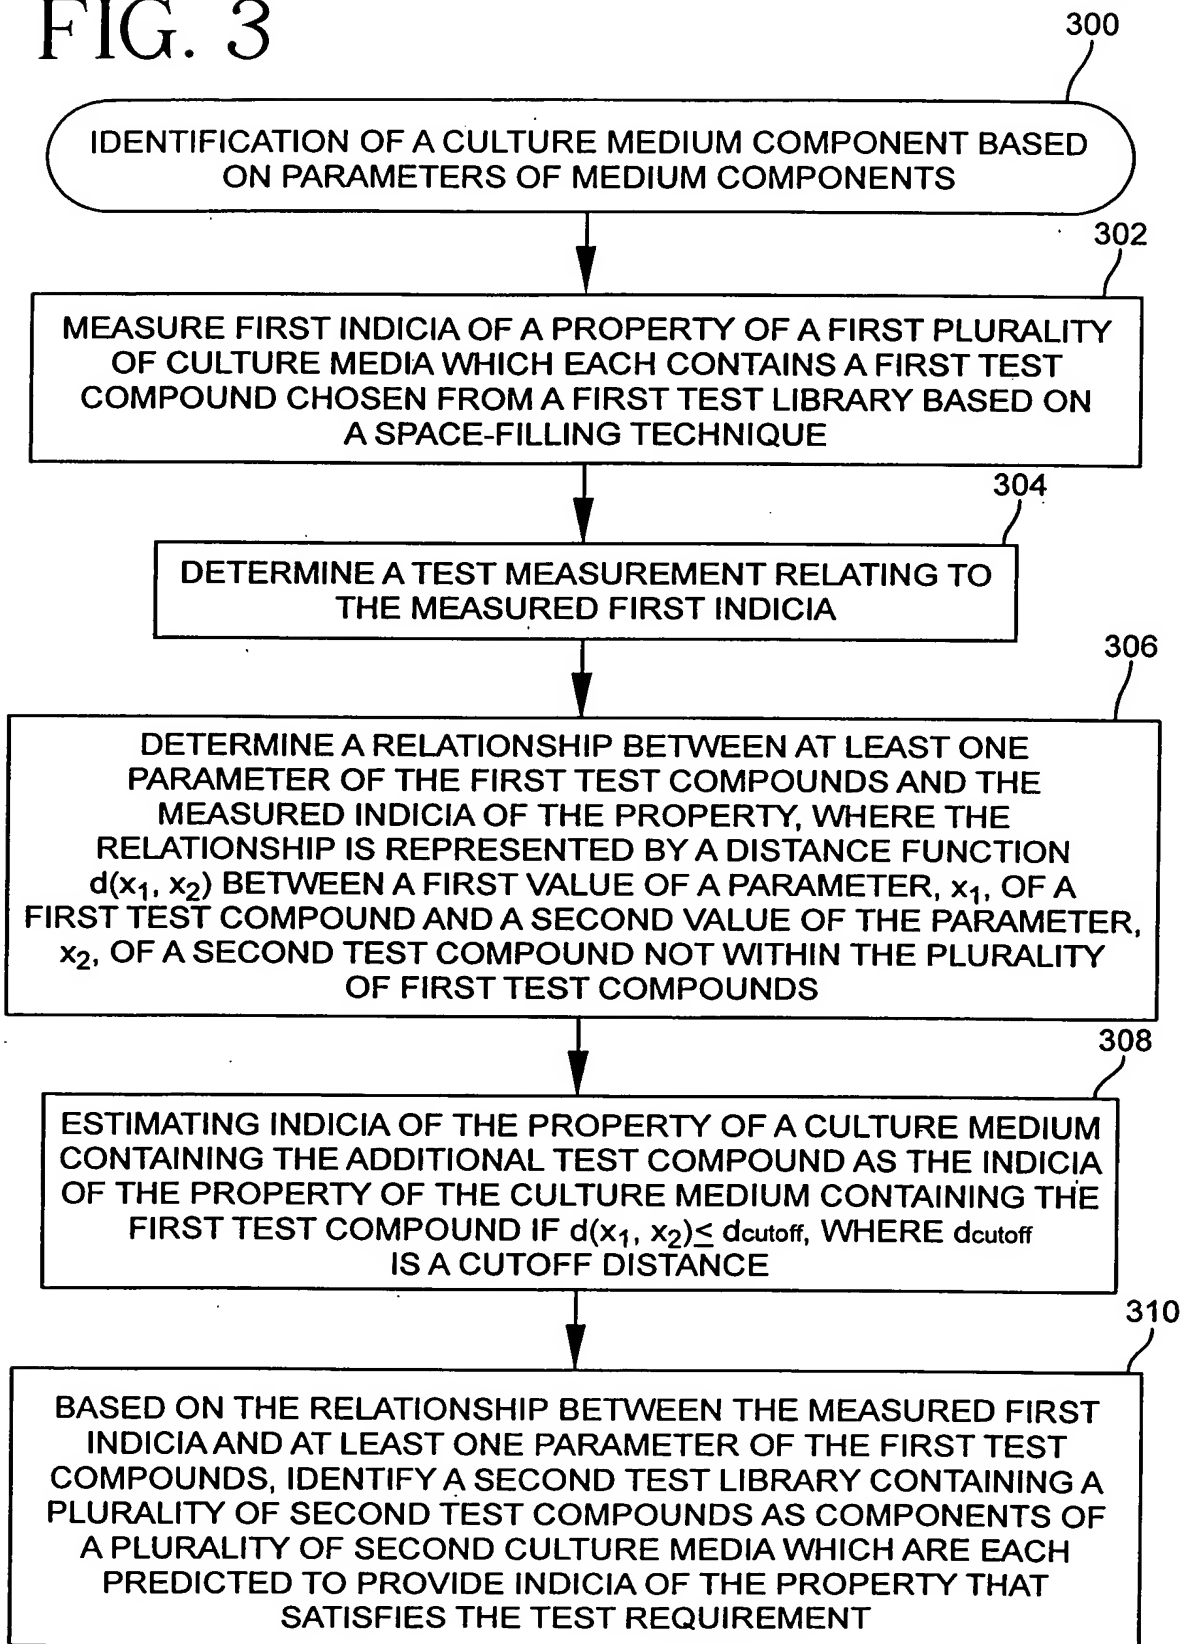 FIG. 3
300
IDENTIFICATION OF A CULTURE MEDIUM COMPONENT BASED
ON PARAMETERS OF MEDIUM COMPONENTS
302
MEASURE FIRST INDICIA OF A PROPERTY OF A FIRST PLURALITY
OF CULTURE MEDIA WHICH EACH CONTAINS A FIRST TEST
COMPOUND CHOSEN FROM A FIRST TEST LIBRARY BASED ON
A SPACE-FILLING TECHNIQUE
304
DETERMINE A TEST MEASUREMENT RELATING TO
THE MEASURED FIRST INDICIA
306
DETERMINE A RELATIONSHIP BETWEEN AT LEAST ONE
PARAMETER OF THE FIRST TEST COMPOUNDS AND THE
MEASURED INDICIA OF THE PROPERTY, WHERE THE
RELATIONSHIP IS REPRESENTED BY A DISTANCE FUNCTION
d(x₁, x₂) BETWEEN A FIRST VALUE OF A PARAMETER, x₁, OF A
FIRST TEST COMPOUND AND A SECOND VALUE OF THE PARAMETER,
x₂, OF A SECOND TEST COMPOUND NOT WITHIN THE PLURALITY
OF FIRST TEST COMPOUNDS
308
ESTIMATING INDICIA OF THE PROPERTY OF A CULTURE MEDIUM
CONTAINING THE ADDITIONAL TEST COMPOUND AS THE INDICIA
OF THE PROPERTY OF THE CULTURE MEDIUM CONTAINING THE
FIRST TEST COMPOUND IF d(x₁, x₂)≤ dcutoff, WHERE dcutoff
IS A CUTOFF DISTANCE
310
BASED ON THE RELATIONSHIP BETWEEN THE MEASURED FIRST
INDICIA AND AT LEAST ONE PARAMETER OF THE FIRST TEST
COMPOUNDS, IDENTIFY A SECOND TEST LIBRARY CONTAINING A
PLURALITY OF SECOND TEST COMPOUNDS AS COMPONENTS OF
A PLURALITY OF SECOND CULTURE MEDIA WHICH ARE EACH
PREDICTED TO PROVIDE INDICIA OF THE PROPERTY THAT
SATISFIES THE TEST REQUIREMENT